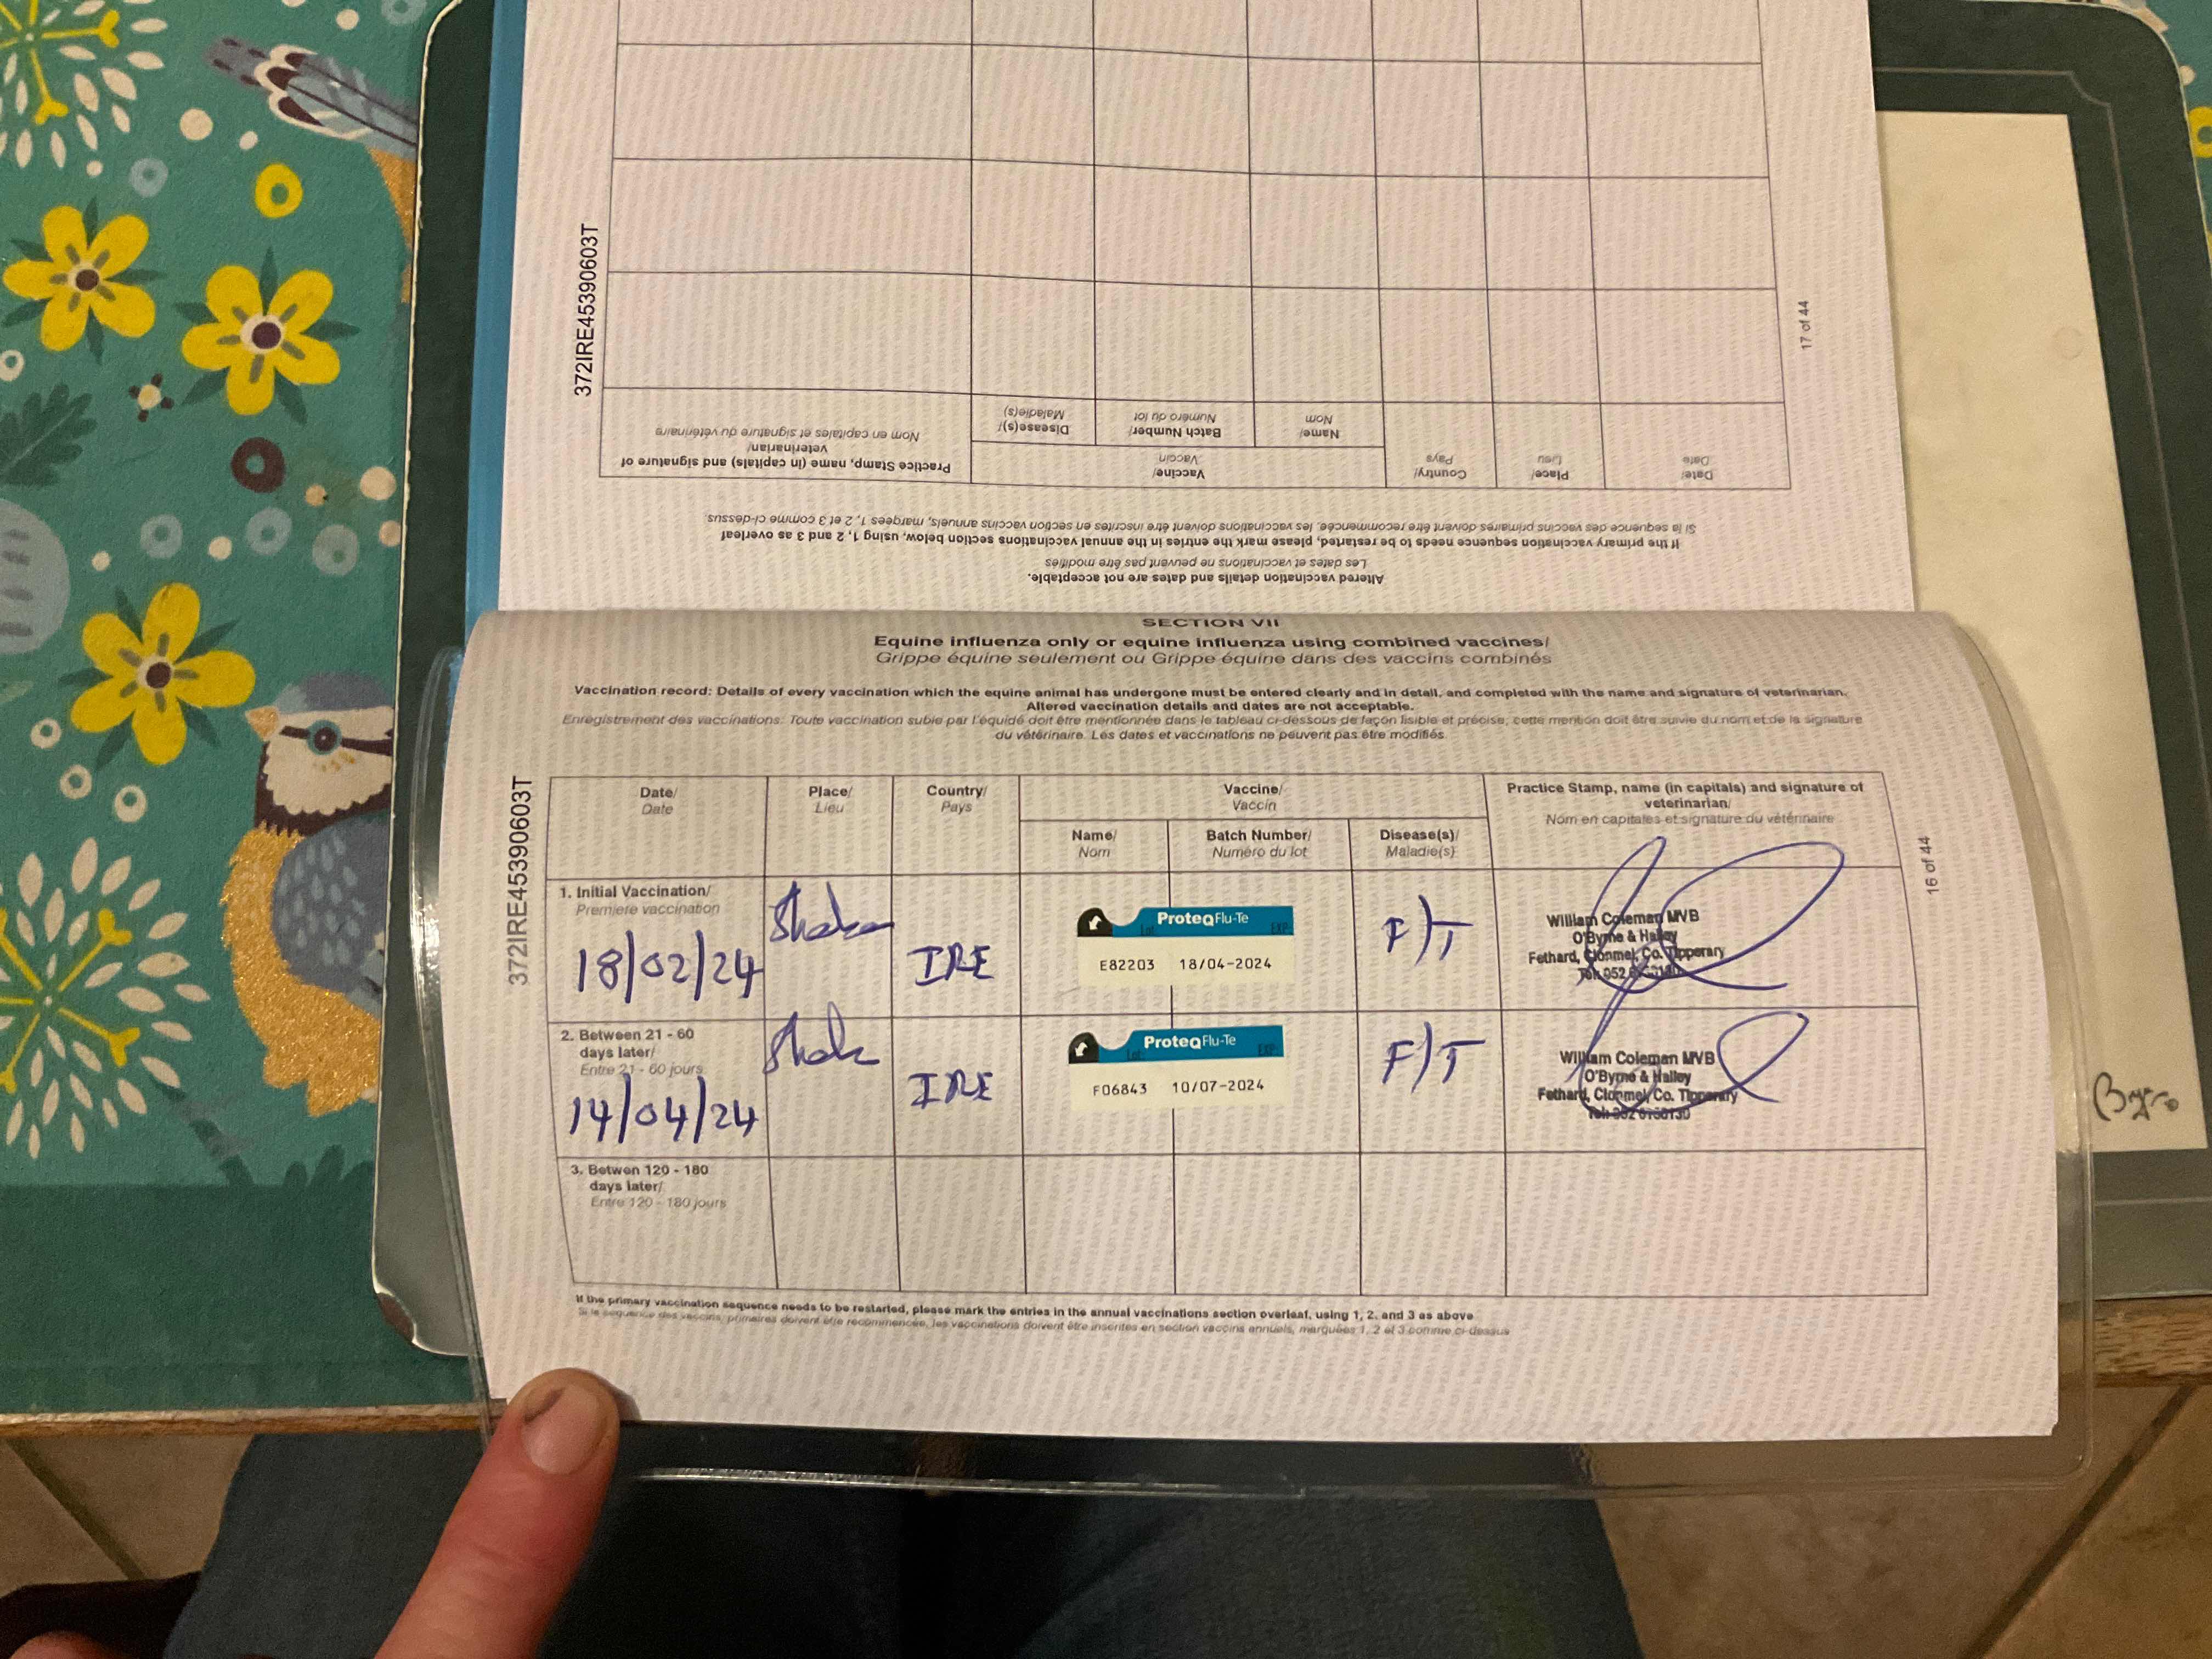 372IRE45390603T
17 of 44
Date/ Date
Place/ Lieu
Country/ Pays
Vaccine/ Vaccin
Name/ Nom
Batch Number/ Numéro du lot
Disease(s)/ Maladie(s)
Practice Stamp, name (in capitals) and signature of veterinarian/
Nom en capitales et signature du vétérinaire
If the primary vaccination sequence needs to be restarted, please mark the entries in the annual vaccinations section below, using 1, 2 and 3 as overleaf
Si la sequence des vaccins primaires doivent être recommencée, les vaccinations doivent être inscrites en section vaccins annuels, marqées 1, 2 et 3 comme ci-dessus.
Altered vaccination details and dates are not acceptable.
Les dates et vaccinations ne peuvent pas être modifiés
SECTION VII
Equine influenza only or equine influenza using combined vaccines/
Grippe équine seulement ou Grippe équine dans des vaccins combinés
Vaccination record: Details of every vaccination which the equine animal has undergone must be entered clearly and in detail, and completed with the name and signature of veterinarian.
Altered vaccination details and dates are not acceptable.
Enregistrement des vaccinations: Toute vaccination subie par l'équidé doit être mentionnée dans le tableau ci-dessous de façon lisible et précise; cette mention doit être suivie du nom et de la signature
du vétérinaire. Les dates et vaccinations ne peuvent pas être modifiés
372IRE45390603T
16 of 44
Date/ Date
Place/ Lieu
Country/ Pays
Vaccine/ Vaccin
Name/ Nom
Batch Number/ Numéro du lot
Disease(s)/ Maladie(s)
Practice Stamp, name (in capitals) and signature of
veterinarian/
Nom en capitales et signature du vétérinaire
1. Initial Vaccination/
Premiere vaccination
18/02/24
IRE
ProteqFlu-Te
Lot EXP
E82203 18/04-2024
F/T
William Coleman MVB
O'Byrne & Halley
Fethard, Clonmel, Co. Tipperary
2. Between 21 - 60
days later/
Entre 21 - 60 jours
14/04/24
IRE
ProteqFlu-Te
Lot EXP
F06843 10/07-2024
F/T
William Coleman MVB
O'Byrne & Halley
Fethard, Clonmel, Co. Tipperary
Tel: 052 6130130
3. Betwen 120 - 180
days later/
Entre 120 - 180 jours
If the primary vaccination sequence needs to be restarted, please mark the entries in the annual vaccinations section overleaf, using 1, 2, and 3 as above
Si la sequence des vaccins, primaires doivent être recommencée, les vaccinations doivent être inscrites en section vaccins annuels, marquées 1, 2 et 3 comme ci-dessus